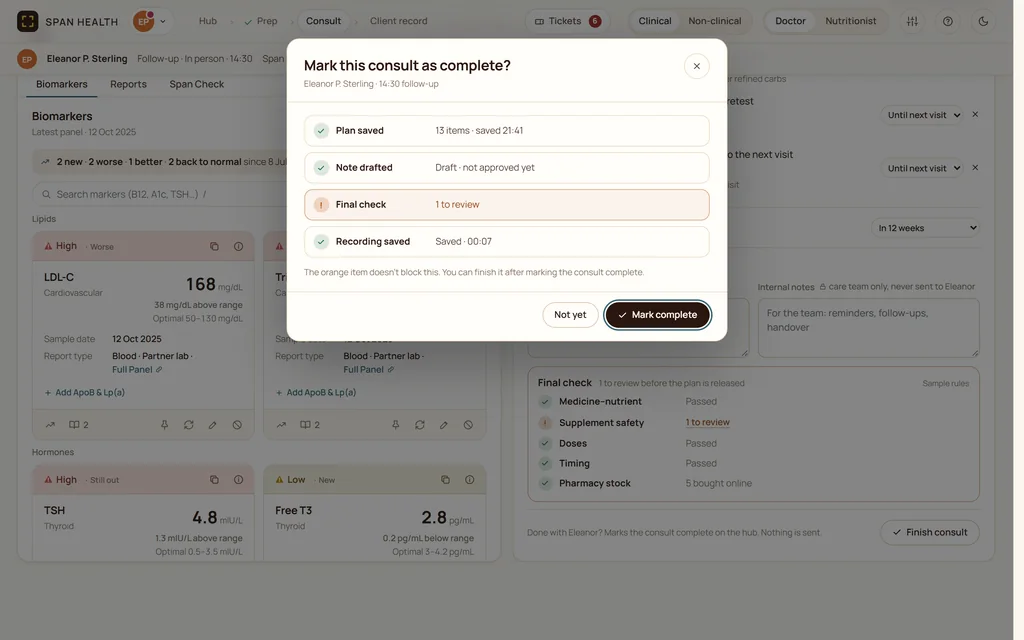 SPAN HEALTH
EP
Hub
Prep
Consult
Client record
Tickets 6
Clinical
Non-clinical
Doctor
Nutritionist
EP
Eleanor P. Sterling
Follow-up · In person · 14:30
Span
Biomarkers
Reports
Span Check
Biomarkers
Latest panel · 12 Oct 2025
2 new · 2 worse · 1 better · 2 back to normal since 8 Jul
Search markers (B12, A1c, TSH…) /
Lipids
High · Worse
LDL-C
Cardiovascular
168 mg/dL
38 mg/dL above range
Optimal 50–130 mg/dL
Sample date 12 Oct 2025
Report type Blood · Partner lab ·
Full Panel
+ Add ApoB & Lp(a)
2
Report type Blood · Partner lab ·
Full Panel
+ Add ApoB & Lp(a)
2
Hormones
High · Still out
TSH
Thyroid
4.8 mIU/L
1.3 mIU/L above range
Optimal 0.5–3.5 mIU/L
Low · New
Free T3
Thyroid
2.8 pg/mL
0.2 pg/mL below range
Optimal 3–4.2 pg/mL
Mark this consult as complete?
Eleanor P. Sterling · 14:30 follow-up
Plan saved 13 items · saved 21:41
Note drafted Draft · not approved yet
Final check 1 to review
Recording saved Saved · 00:07
The orange item doesn't block this. You can finish it after marking the consult complete.
Not yet
Mark complete
or refined carbs
retest
Until next visit
to the next visit
Until next visit
In 12 weeks
Internal notes care team only, never sent to Eleanor
For the team: reminders, follow-ups,
handover
Final check 1 to review before the plan is released
Sample rules
Medicine–nutrient Passed
Supplement safety 1 to review
Doses Passed
Timing Passed
Pharmacy stock 5 bought online
Done with Eleanor? Marks the consult complete on the hub. Nothing is sent.
Finish consult